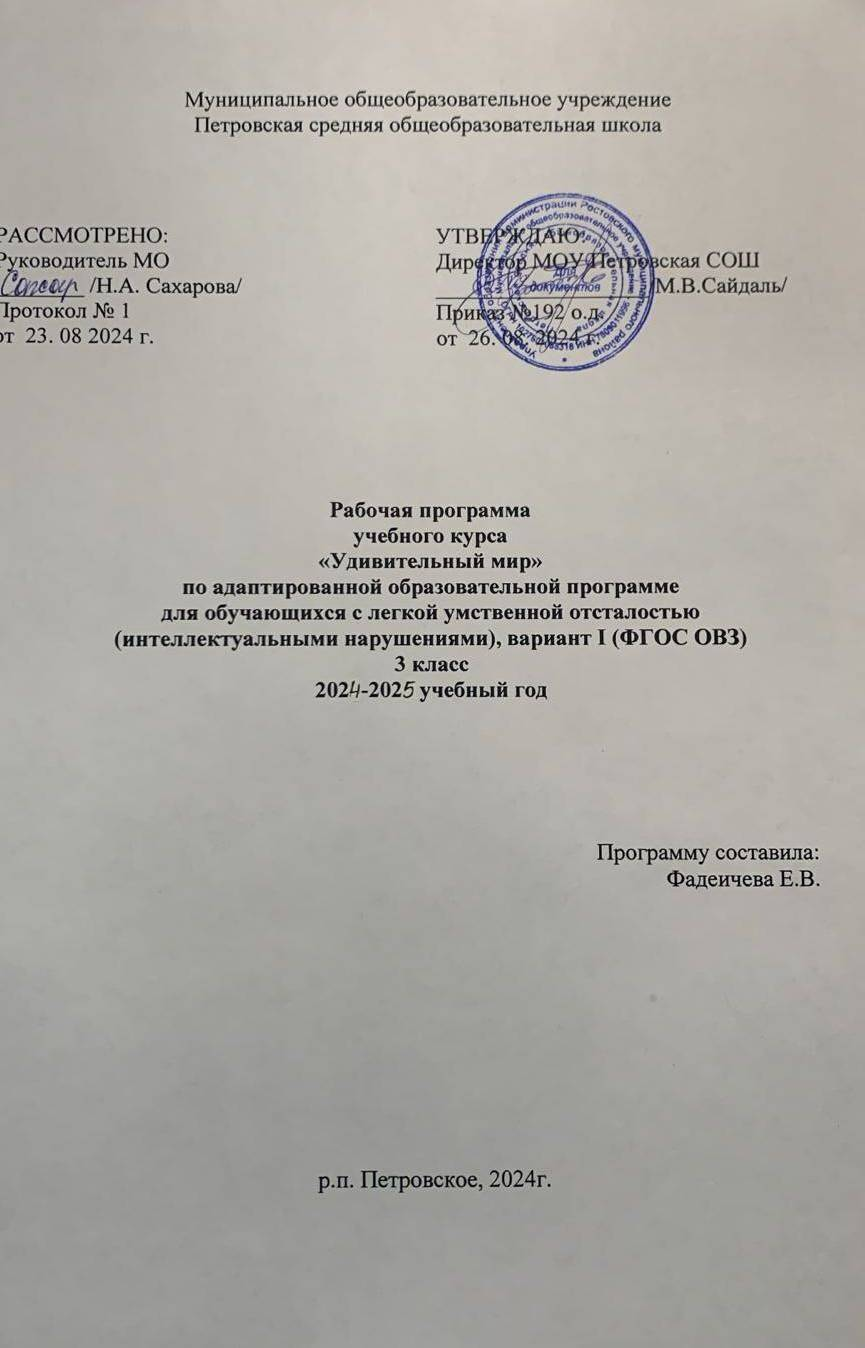 Муниципальное общеобразовательное учреждение
Петровская средняя общеобразовательная школа
РАССМОТРЕНО:
Руководитель МО
/Н.А. Сахарова/
Протокол № 1
от 23. 08 2024 г.
УТВЕРЖДАЮ:
Директор МОУ Петровская СОШ
/М.В.Сайдаль/
Приказ №192 о.д.
от 26. 08. 2024 г.
Для
документов
Рабочая программа
учебного курса
«Удивительный мир»
по адаптированной образовательной программе
для обучающихся с легкой умственной отсталостью
(интеллектуальными нарушениями), вариант I (ФГОС ОВЗ)
3 класс
2024-2025 учебный год
Программу составила:
Фадеичева Е.В.
р.п. Петровское, 2024г.